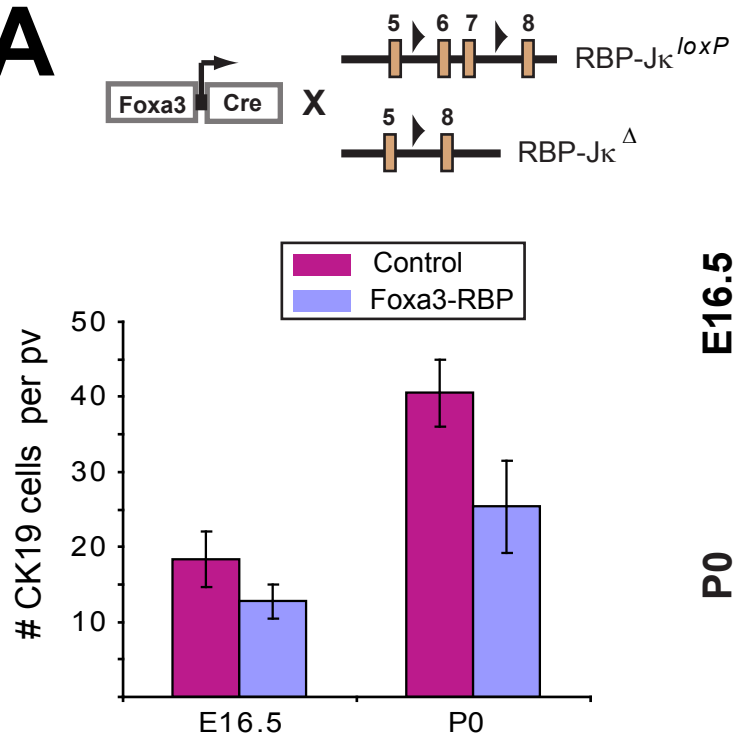 A
5 6 7 8
RBP-Jκ loxP
Foxa3 Cre X
5 8
RBP-Jκ Δ
Control
Foxa3-RBP
# CK19 cells per pv
50
40
30
20
10
E16.5 P0
E16.5
P0